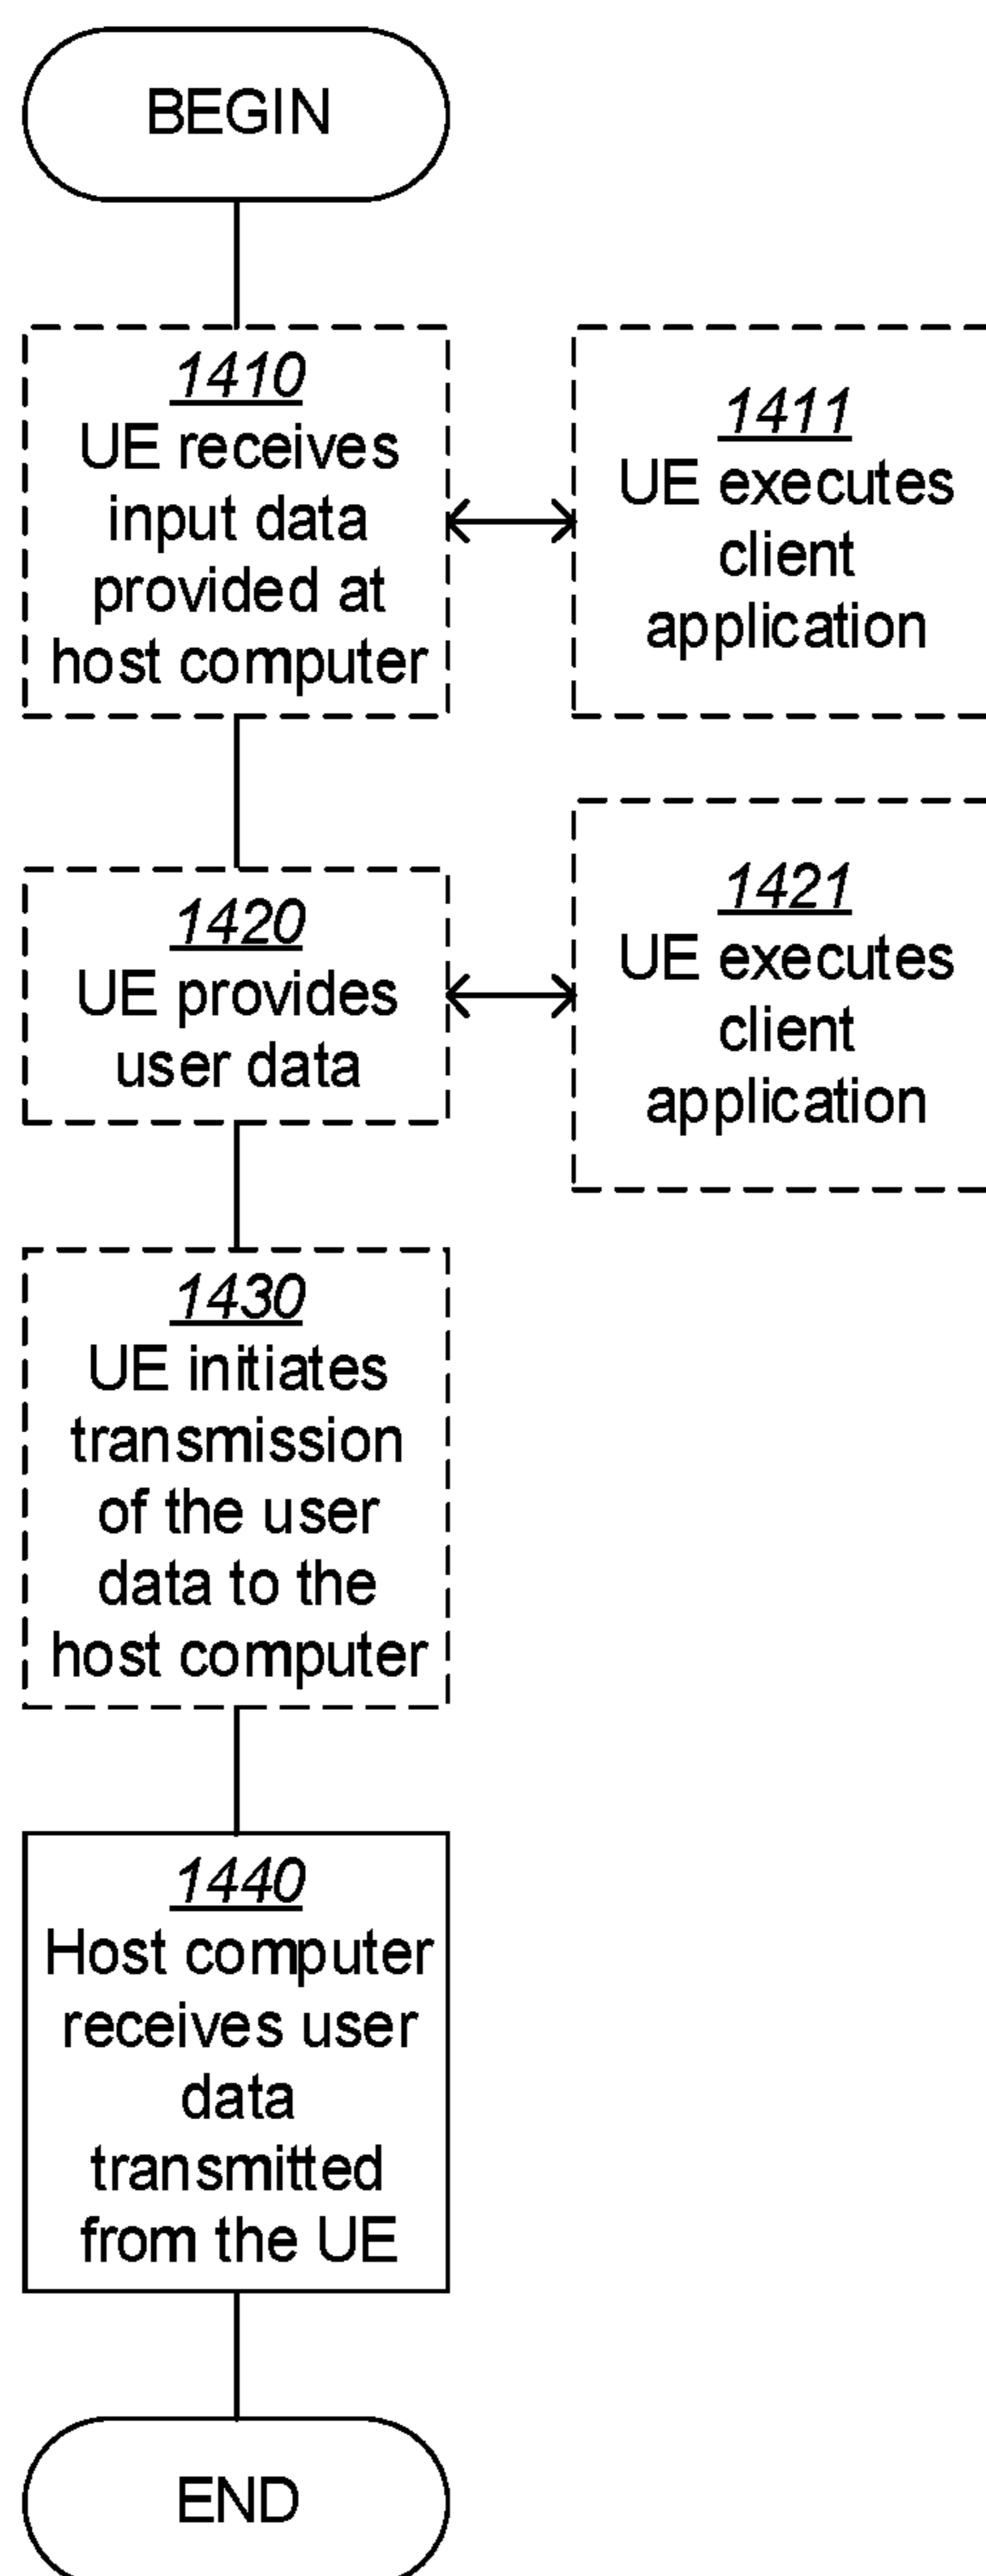 BEGIN
1410
UE receives
input data
provided at
host computer
1411
UE executes
client
application
1420
UE provides
user data
1421
UE executes
client
application
1430
UE initiates
transmission
of the user
data to the
host computer
1440
Host computer
receives user
data
transmitted
from the UE
END